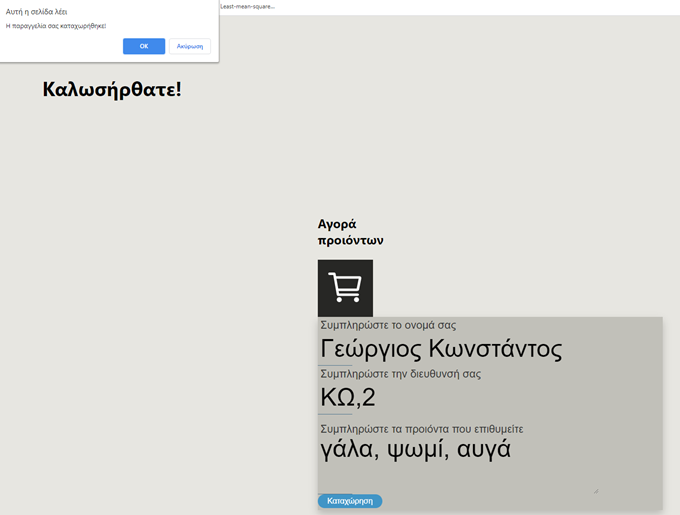 Least-mean-square...
Αυτή η σελίδα λέει
Η παραγγελία σας καταχωρήθηκε!
OK
Ακύρωση
Καλωσήρθατε!
Αγορά
προιόντων
Συμπληρώστε το ονομά σας
Γεώργιος Κωνστάντος
Συμπληρώστε την διευθυνσή σας
ΚΩ,2
Συμπληρώστε τα προιόντα που επιθυμείτε
γάλα, ψωμί, αυγά
Καταχώρηση